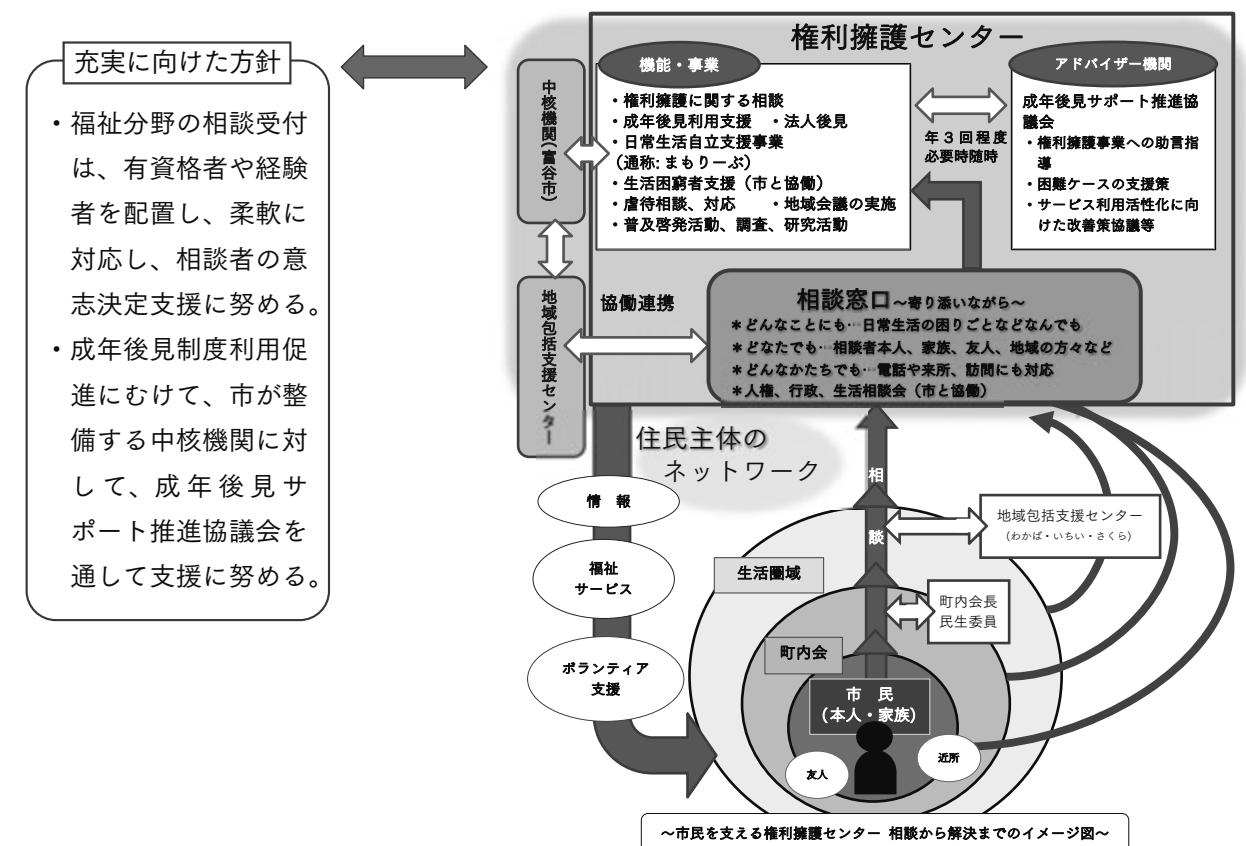 充実に向けた方針
・福祉分野の相談受付
は、有資格者や経験
者を配置し、柔軟に
対応し、相談者の意
志決定支援に努める。
・成年後見制度利用促
進にむけて、市が整
備する中核機関に対
して、成年後見サ
ポート推進協議会を
通して支援に努める。
権利擁護センター
中核機関(富谷市)
機能・事業
・権利擁護に関する相談
・成年後見利用支援 ・法人後見
・日常生活自立支援事業
(通称: まもりーぶ)
・生活困窮者支援（市と協働）
・虐待相談、対応 ・地域会議の実施
・普及啓発活動、調査、研究活動
年３回程度
必要時随時
アドバイザー機関
成年後見サポート推進協
議会
・権利擁護事業への助言指
導
・困難ケースの支援策
・サービス利用活性化に向
けた改善策協議等
地域包括支援センター
協働連携
相談窓口～寄り添いながら～
＊どんなことにも…日常生活の困りごとなどなんでも
＊どなたでも…相談者本人、家族、友人、地域の方々など
＊どんなかたちでも…電話や来所、訪問にも対応
＊人権、行政、生活相談会（市と協働）
住民主体の
ネットワーク
情 報
福祉
サービス
ボランティア
支援
相談
地域包括支援センター
(わかば・いちい・さくら)
生活圏域
町内会長
民生委員
町内会
市 民
(本人・家族)
友人
近所
～市民を支える権利擁護センター 相談から解決までのイメージ図～